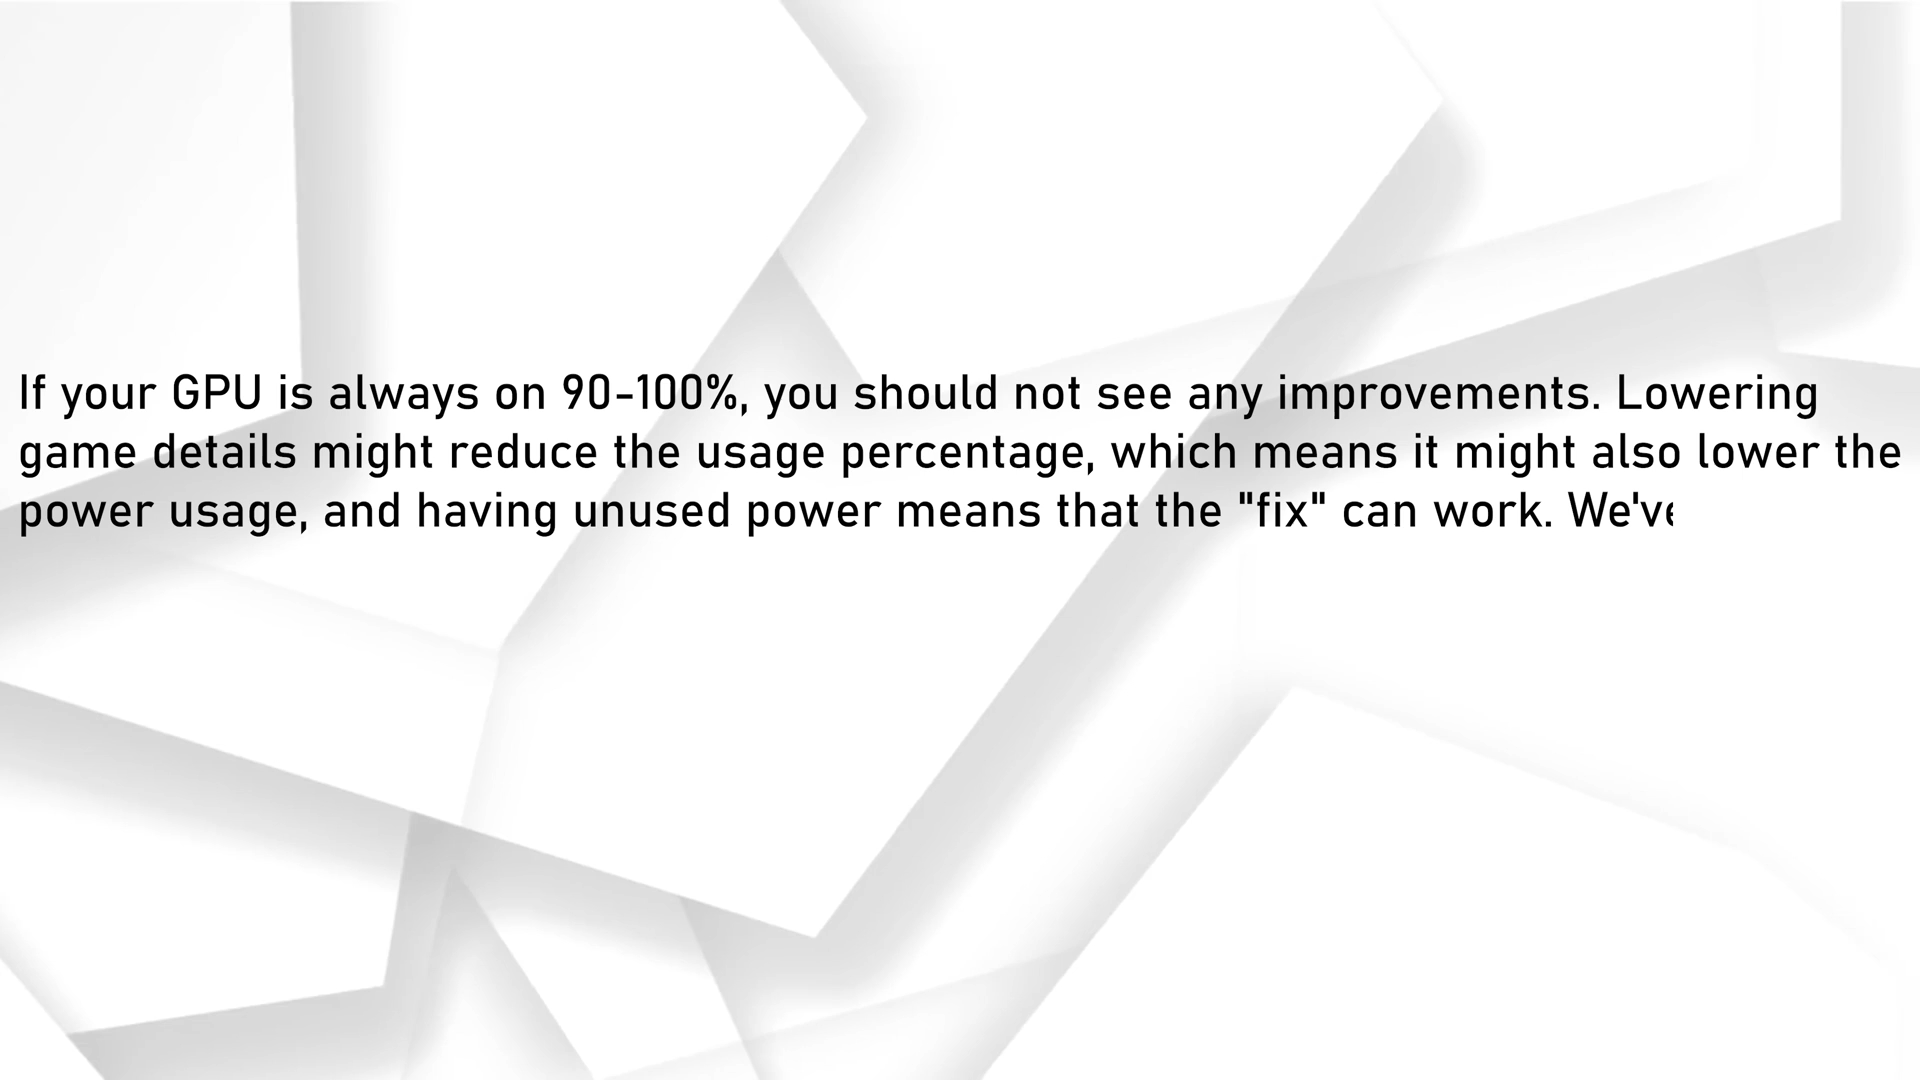 If your GPU is always on 90-100%, you should not see any improvements. Lowering
game details might reduce the usage percentage, which means it might also lower the
power usage, and having unused power means that the "fix" can work. We've